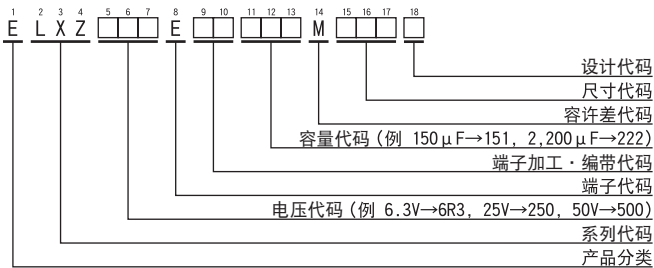 1 2 3 4 5 6 7 8 9 10 11 12 13 14 15 16 17 18
E L X Z □□□ E □□ □□□ M □□□ □
设计代码
尺寸代码
容许差代码
容量代码 (例 150μF→151, 2,200μF→222)
端子加工・编带代码
端子代码
电压代码 (例 6.3V→6R3, 25V→250, 50V→500)
系列代码
产品分类